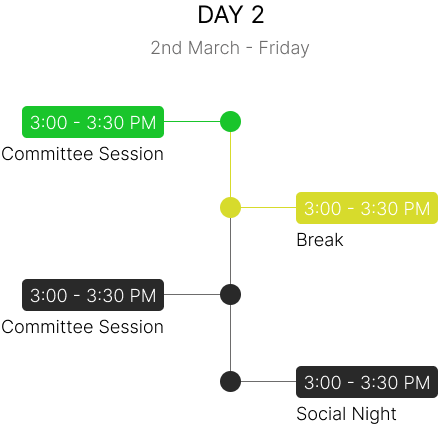 DAY 2
2nd March - Friday
3:00 - 3:30 PM
Committee Session
3:00 - 3:30 PM
Break
3:00 - 3:30 PM
Committee Session
3:00 - 3:30 PM
Social Night